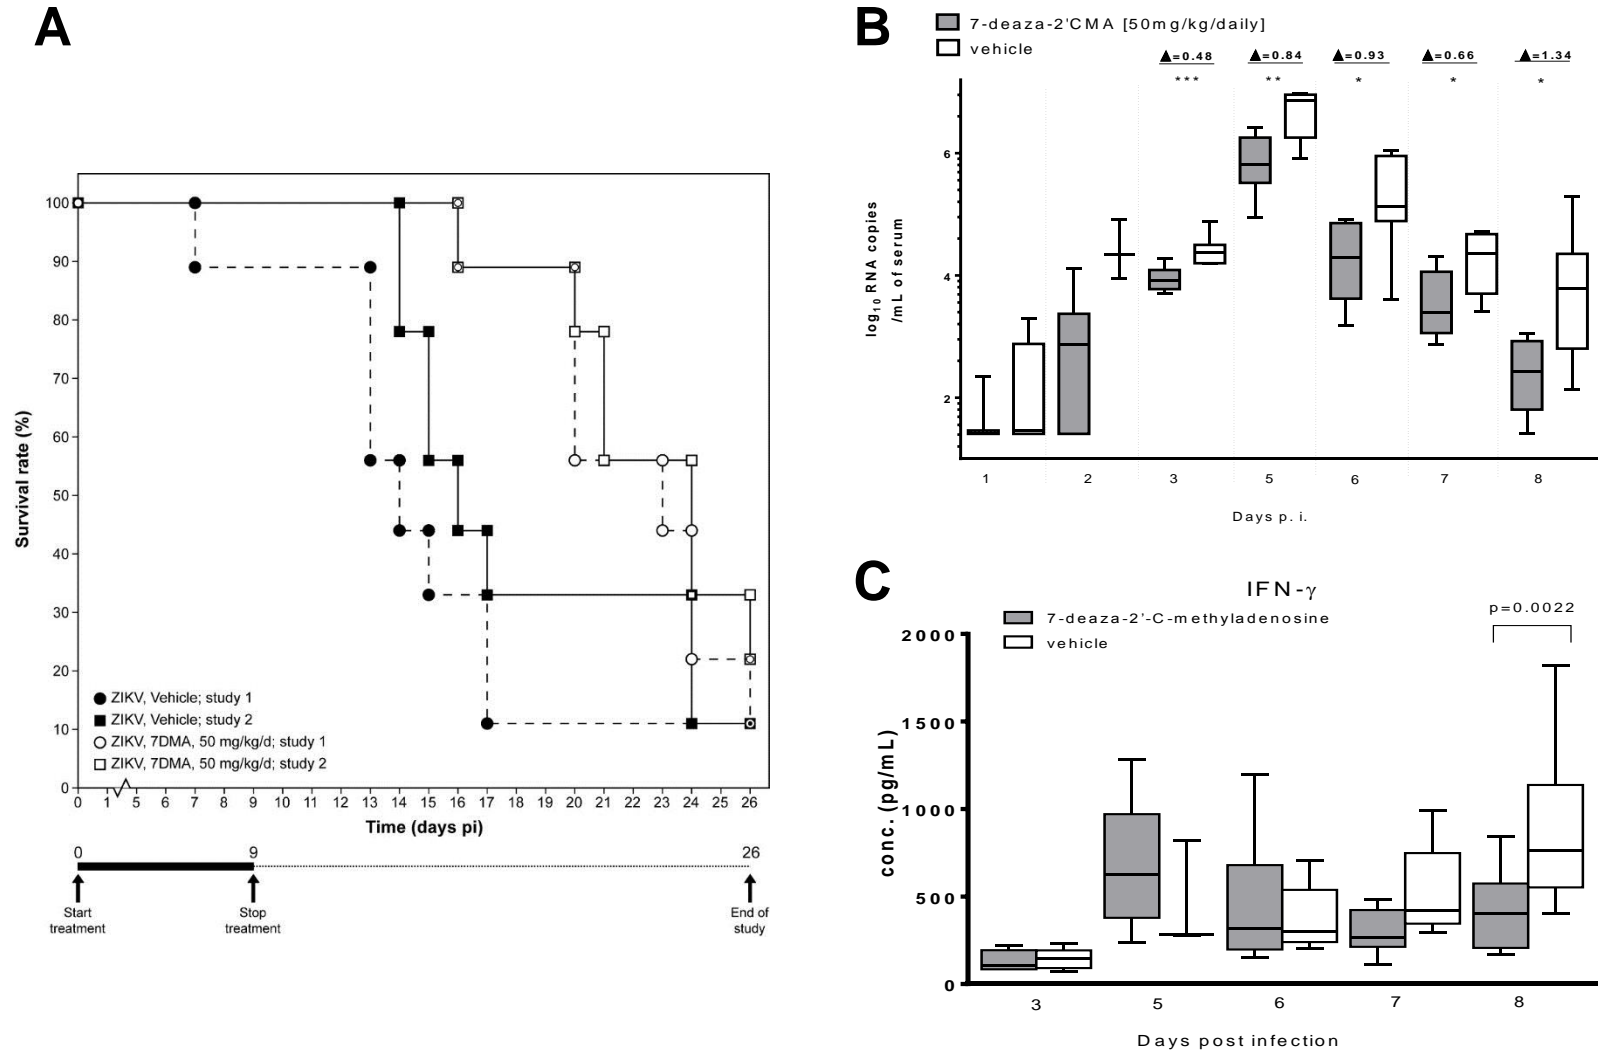 A
100
90
80
70
60
50
40
30
20
10
0
Survival rate (%)
ZIKV, Vehicle; study 1
ZIKV, Vehicle; study 2
ZIKV, 7DMA, 50 mg/kg/d; study 1
ZIKV, 7DMA, 50 mg/kg/d; study 2
0 1 5 6 7 8 9 10 11 12 13 14 15 16 17 20 21 22 23 24 25 26
Time (days pi)
0 9 26
Start treatment
Stop treatment
End of study
B
7-deaza-2'CMA [50mg/kg/daily]
vehicle
▲=0.48 ▲=0.84 ▲=0.93 ▲=0.66 ▲=1.34
*** ** * * *
6
4
2
log10 RNA copies
/mL of serum
1 2 3 5 6 7 8
Days p. i.
C
IFN-γ
7-deaza-2'-C-methyladenosine
vehicle
p=0.0022
2000
1500
1000
500
0
conc. (pg/mL)
3 5 6 7 8
Days post infection